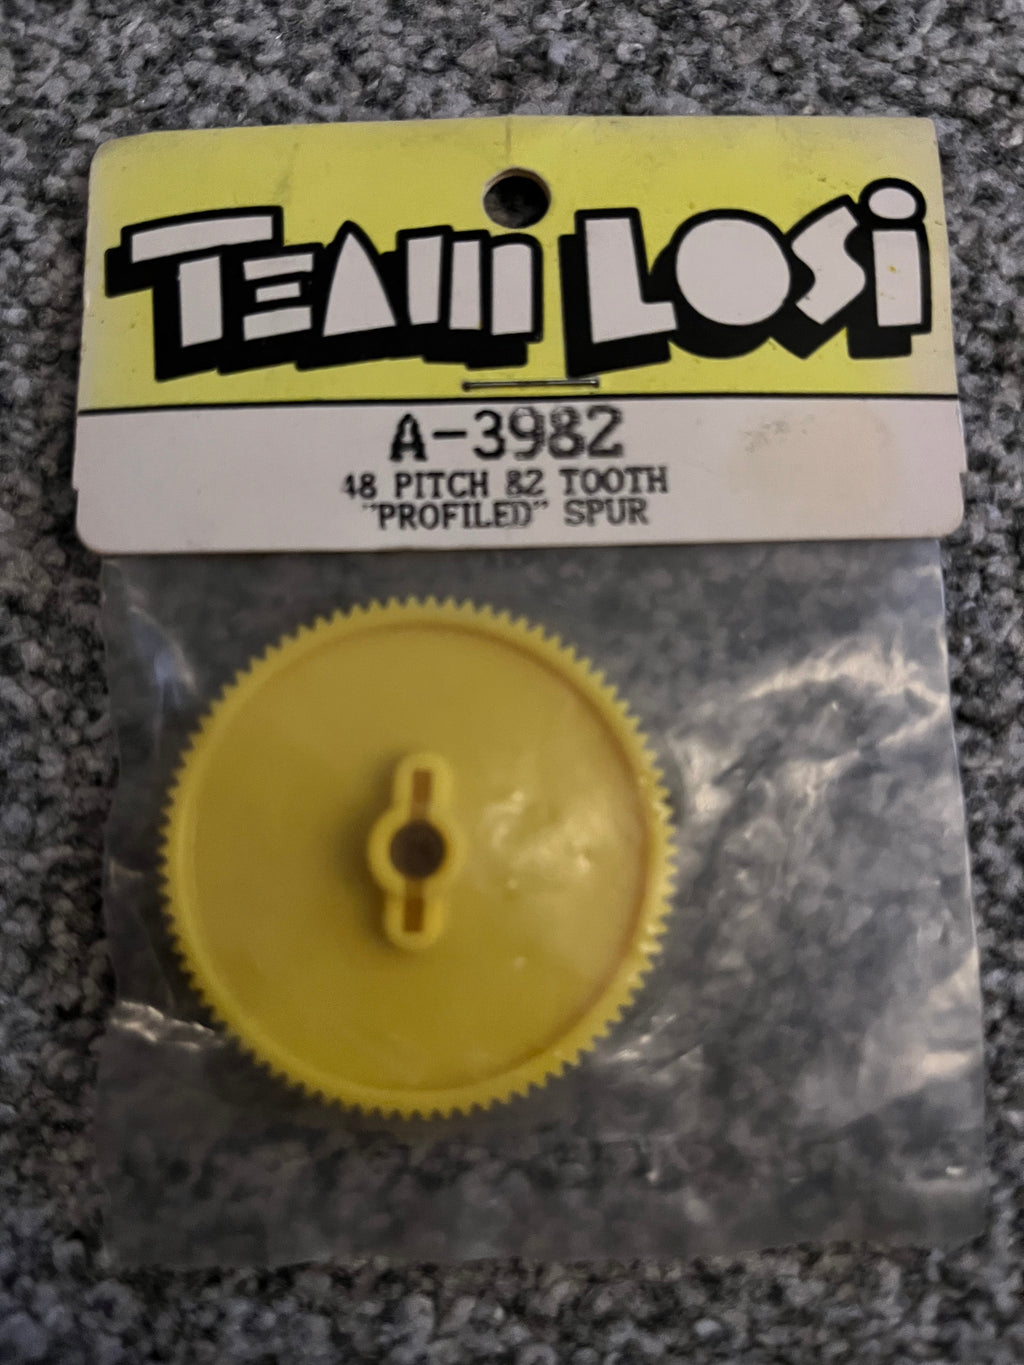 TEAM LOSi
A-3982
48 PITCH 82 TOOTH
"PROFILED" SPUR